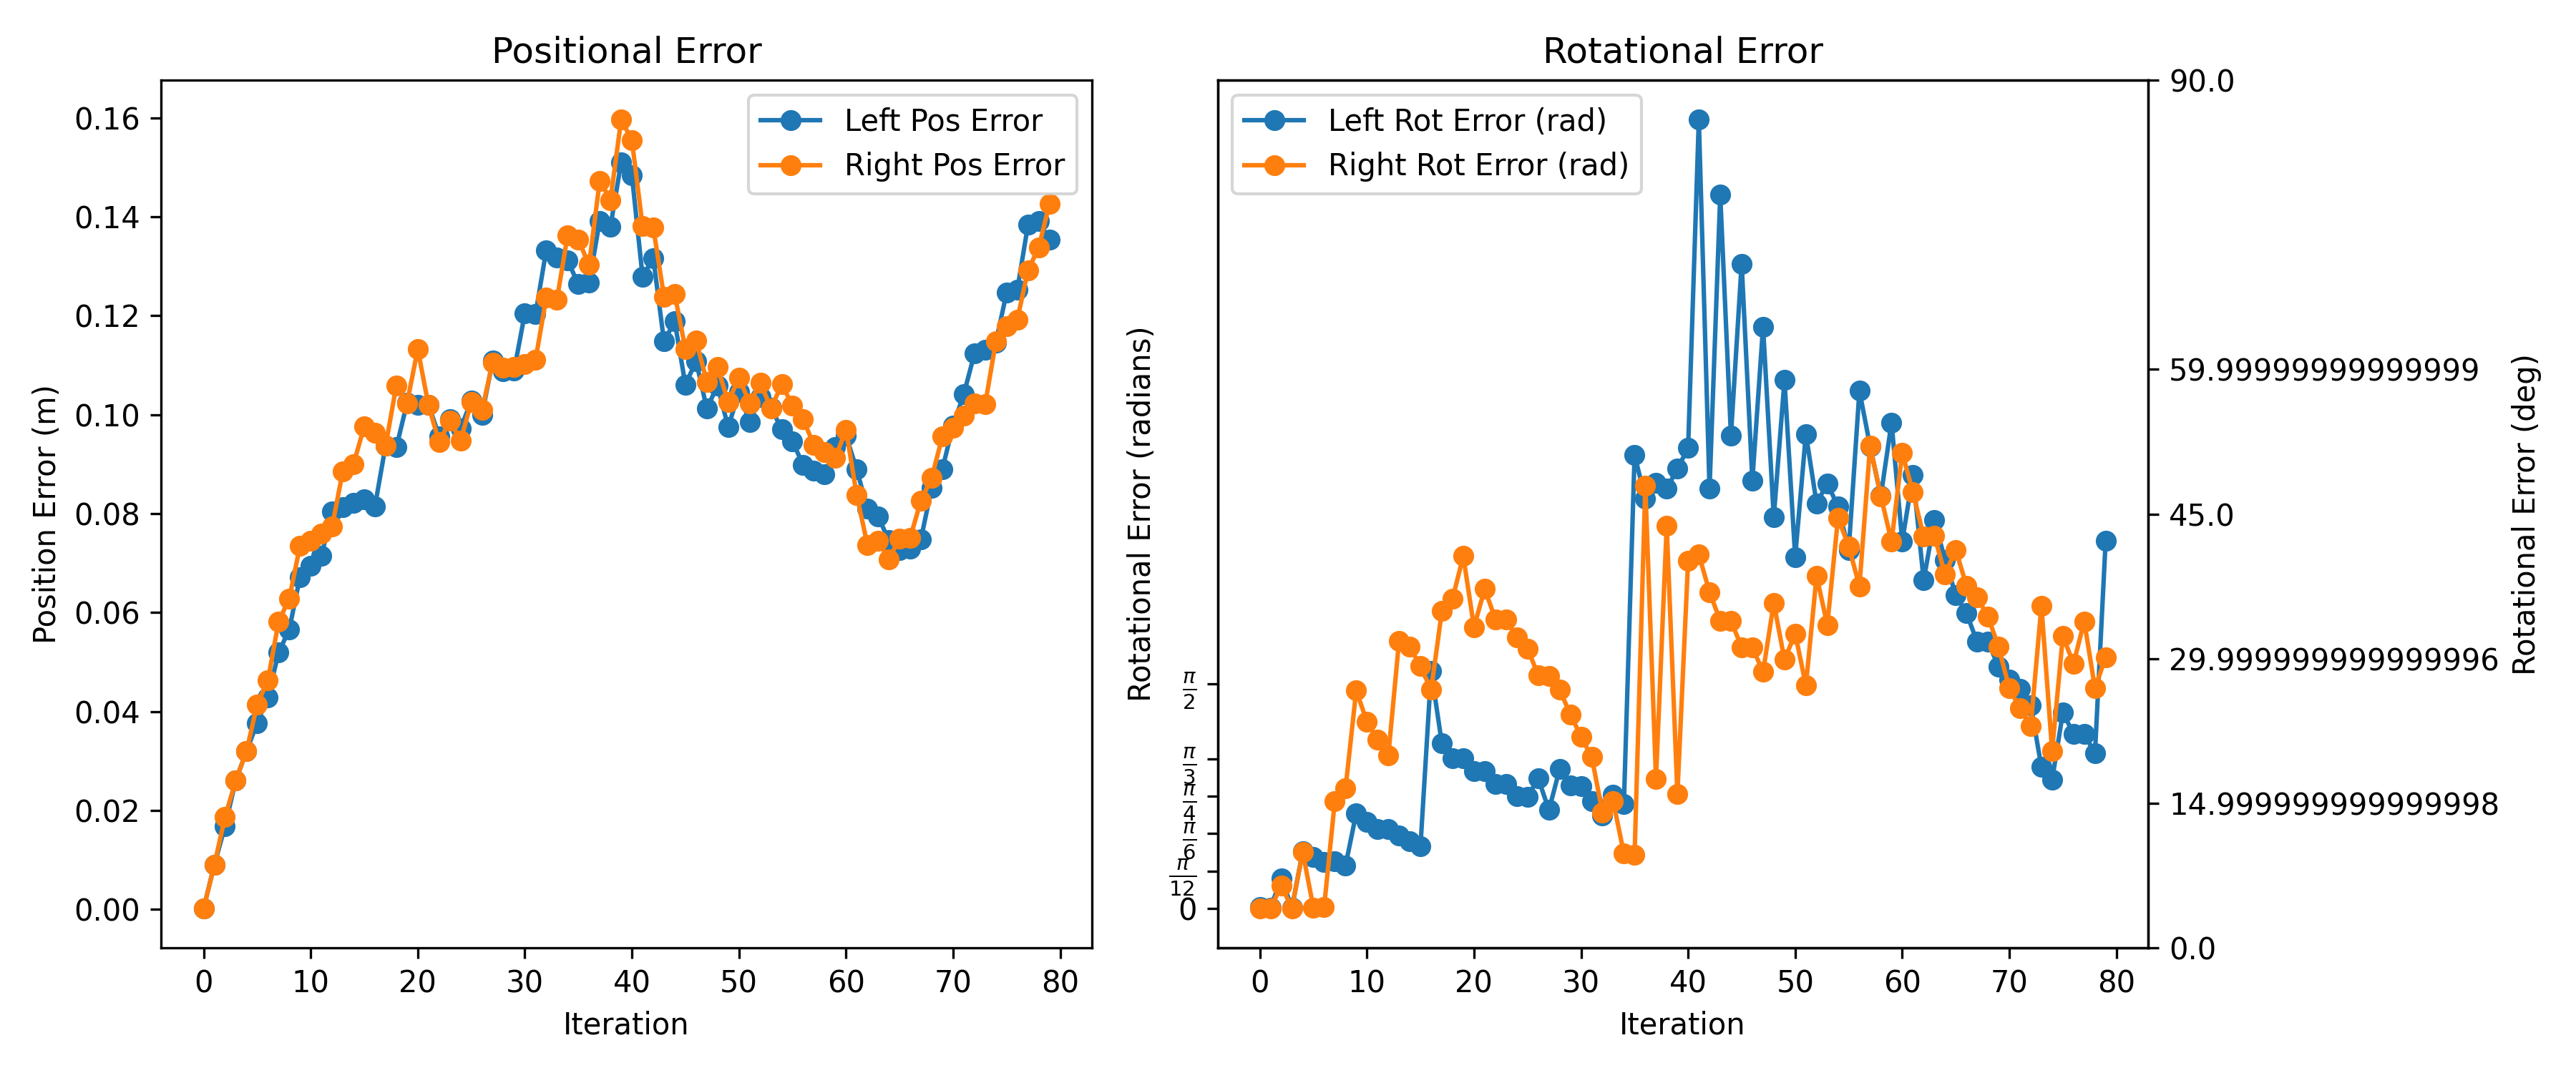 Positional Error
Position Error (m)
0.16
0.14
0.12
0.10
0.08
0.06
0.04
0.02
0.00
Left Pos Error
Right Pos Error
0 10 20 30 40 50 60 70 80
Iteration
Rotational Error
Rotational Error (radians)
π/2
π/3
π/4
π/6
π/12
0
Left Rot Error (rad)
Right Rot Error (rad)
0 10 20 30 40 50 60 70 80
Iteration
90.0
59.99999999999999
45.0
29.999999999999996
14.999999999999998
0.0
Rotational Error (deg)